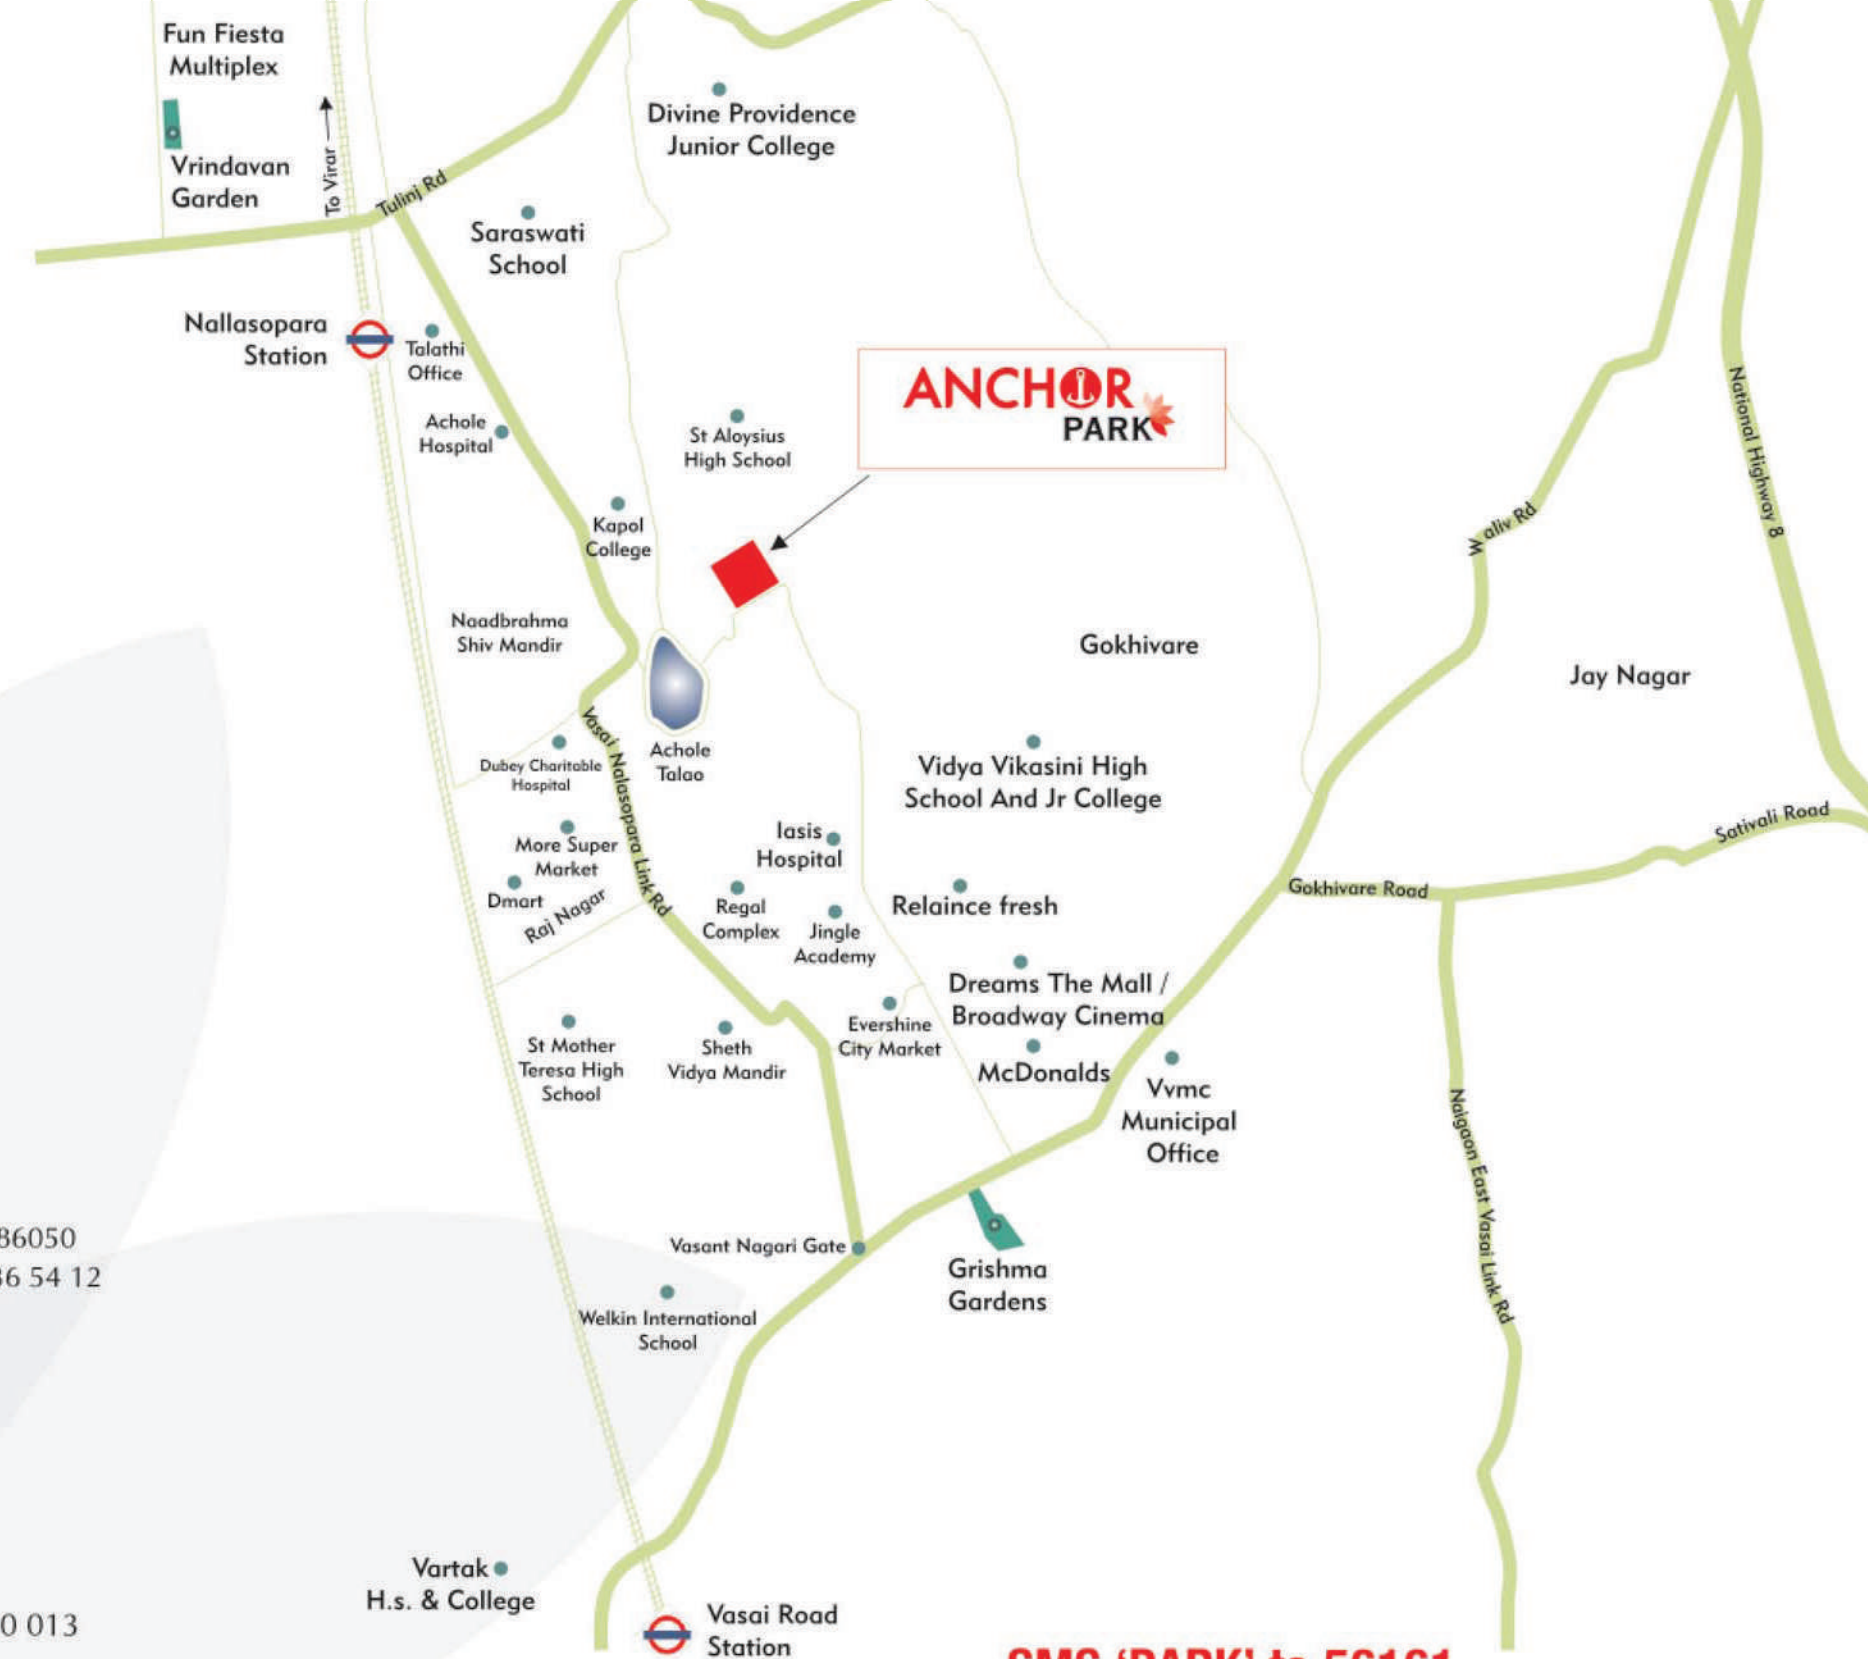 Fun Fiesta
Multiplex
Vrindavan
Garden
To Virar
Tulinj Rd
Divine Providence
Junior College
Saraswati
School
Nallasopara
Station
Talathi
Office
Achole
Hospital
St Aloysius
High School
ANCHOR
PARK
Kapol
College
Naadbrahma
Shiv Mandir
Gokhivare
Jay Nagar
National Highway 8
Waliv Rd
Vasai Nalasopara Link Rd
Achole
Talao
Dubey Charitable
Hospital
Vidya Vikasini High
School And Jr College
More Super
Market
Dmart
Raj Nagar
Iasis
Hospital
Regal
Complex
Jingle
Academy
Relaince fresh
Gokhivare Road
Sativali Road
Dreams The Mall /
Broadway Cinema
Evershine
City Market
McDonalds
Vvmc
Municipal
Office
St Mother
Teresa High
School
Sheth
Vidya Mandir
Naigaon East Vasai Link Rd
Vasant Nagari Gate
Grishma
Gardens
Welkin International
School
86050
36 54 12
Vartak
H.s. & College
0 013
Vasai Road
Station
SMS 'PARK' to 56161